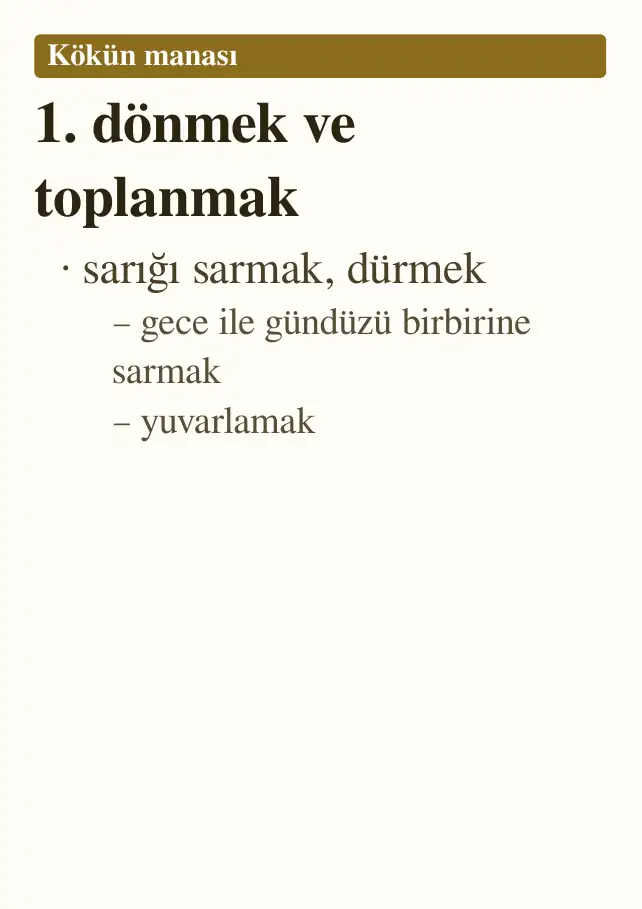 Kökün manası
1. dönmek ve
toplanmak
· sarığı sarmak, dürmek
– gece ile gündüzü birbirine
sarmak
– yuvarlamak